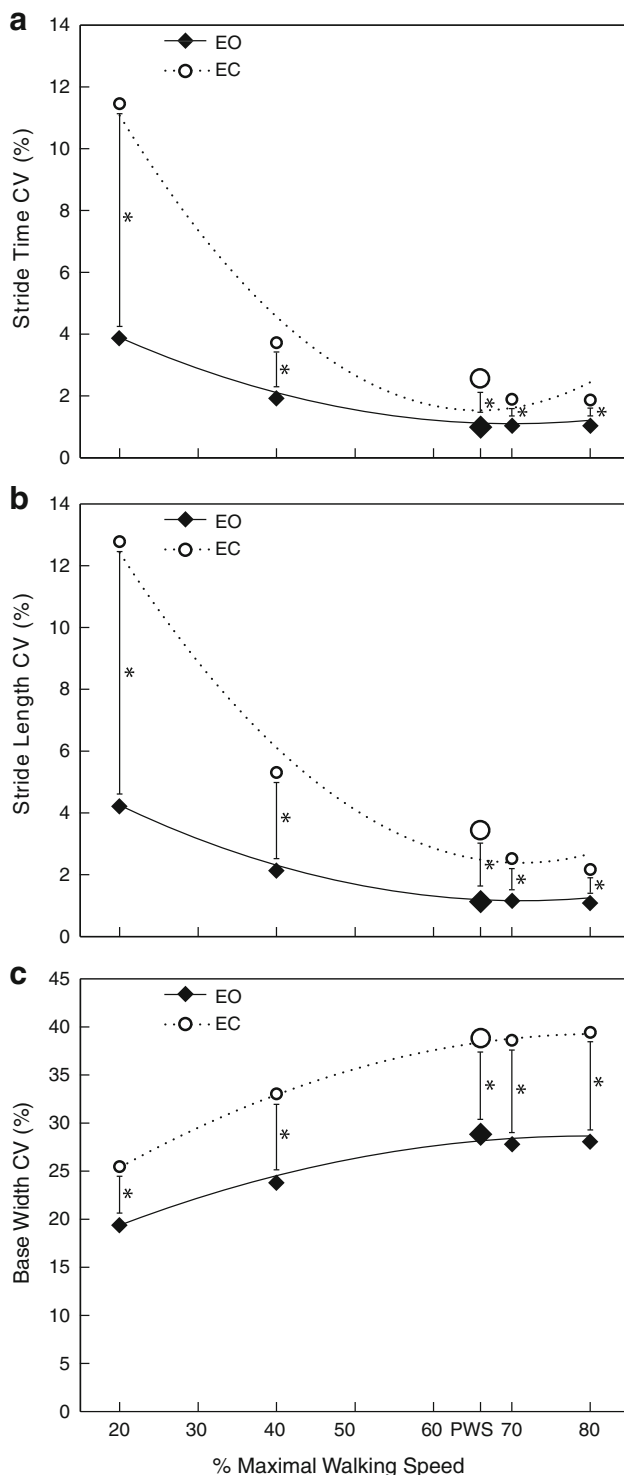 a
Stride Time CV (%)
14
12
10
8
6
4
2
0
EO
EC
*
*
*
*
*
b
Stride Length CV (%)
14
12
10
8
6
4
2
0
EO
EC
*
*
*
*
*
c
Base Width CV (%)
45
40
35
30
25
20
15
10
5
0
EO
EC
*
*
*
*
*
20 30 40 50 60 PWS 70 80
% Maximal Walking Speed